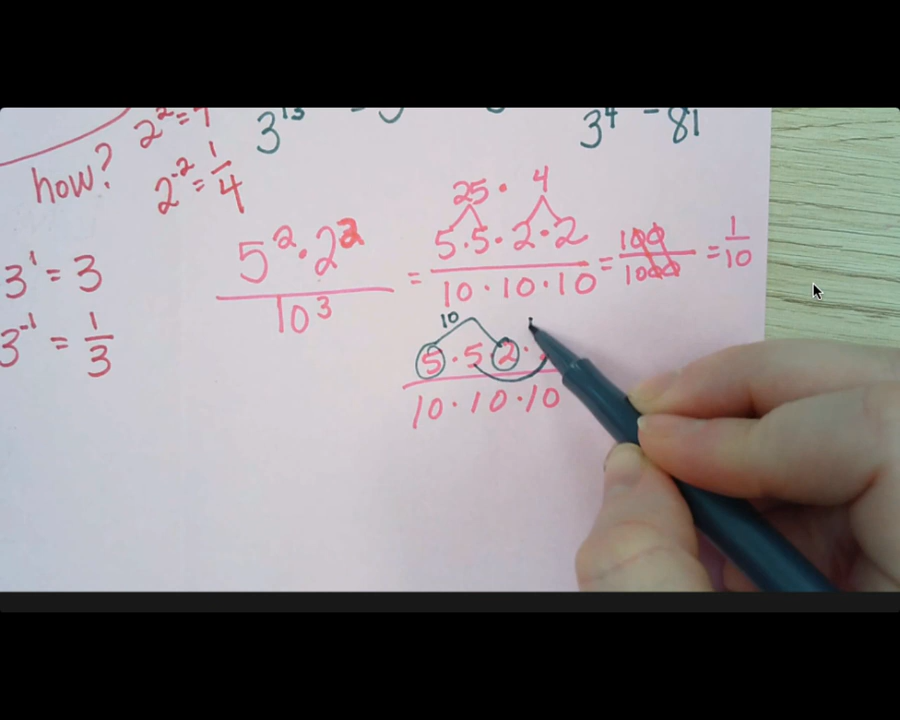 2² =
3¹³ =
3⁴ = 81
how?
2⁻² = 1/4
25 · 4
5² · 2²
5 · 5 · 2 · 2
= = 100/1000 = 1/10
10³
10 · 10 · 10
3¹ = 3
3⁻¹ = 1/3
10
5 · 5 2 ·
10 · 10 · 10